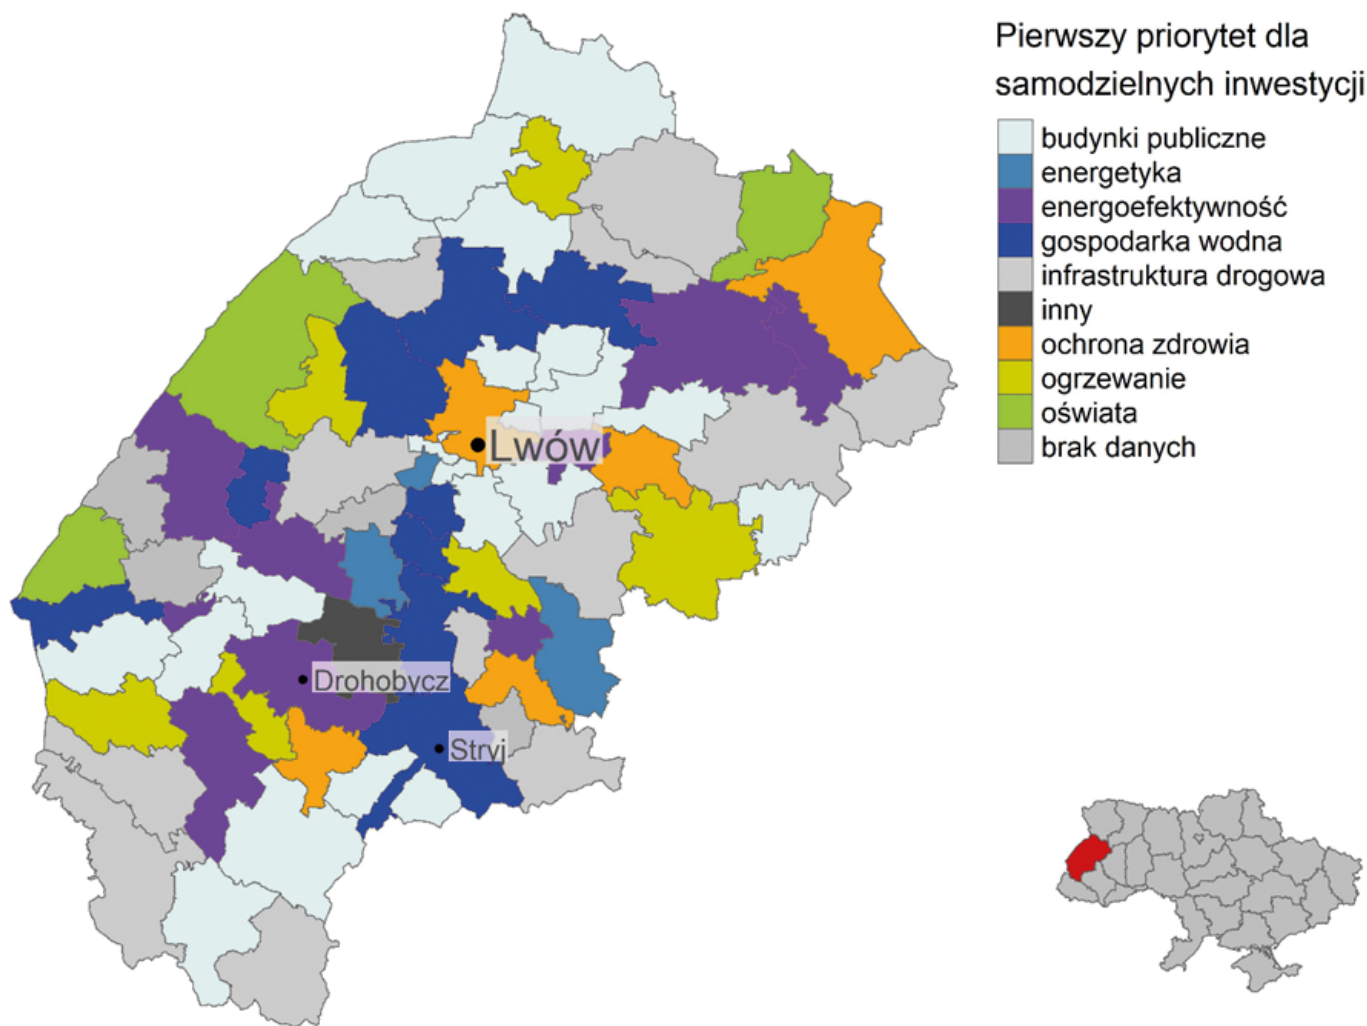 Pierwszy priorytet dla
samodzielnych inwestycji
budynki publiczne
energetyka
energoefektywność
gospodarka wodna
infrastruktura drogowa
inny
ochrona zdrowia
ogrzewanie
oświata
brak danych
Lwów
Drohobycz
Stryj